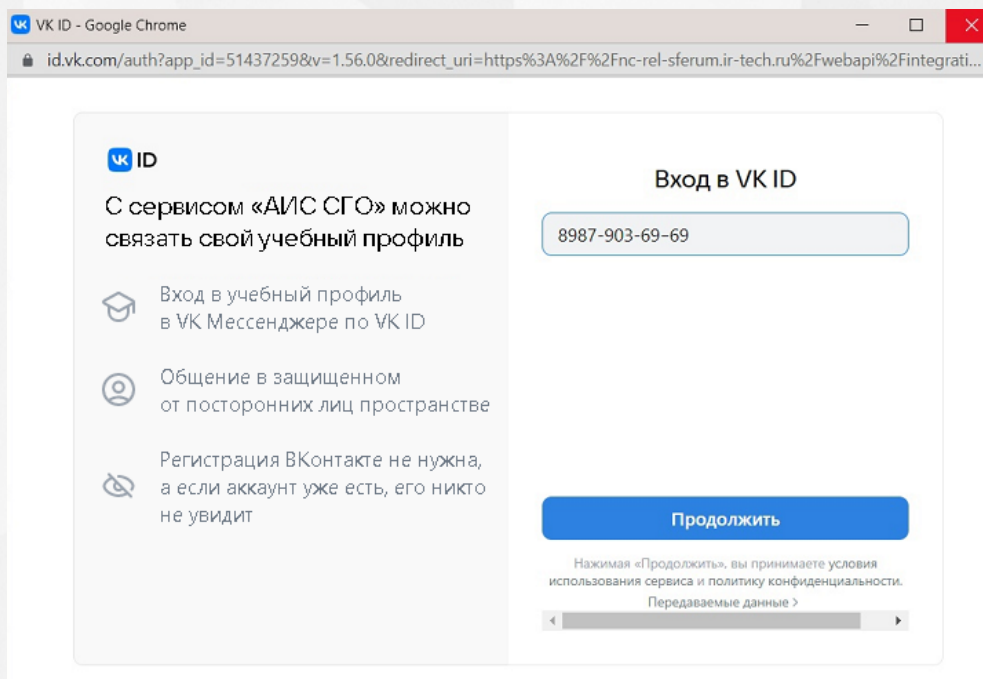 VK ID - Google Chrome
id.vk.com/auth?app_id=51437259&v=1.56.0&redirect_uri=https%3A%2F%2Fnc-rel-sferum.ir-tech.ru%2Fwebapi%2Fintegrati...
VK ID
С сервисом «АИС СГО» можно
связать свой учебный профиль
Вход в учебный профиль
в VK Мессенджере по VK ID
Общение в защищенном
от посторонних лиц пространстве
Регистрация ВКонтакте не нужна,
а если аккаунт уже есть, его никто
не увидит
Вход в VK ID
8987-903-69-69
Продолжить
Нажимая «Продолжить», вы принимаете условия
использования сервиса и политику конфиденциальности.
Передаваемые данные >